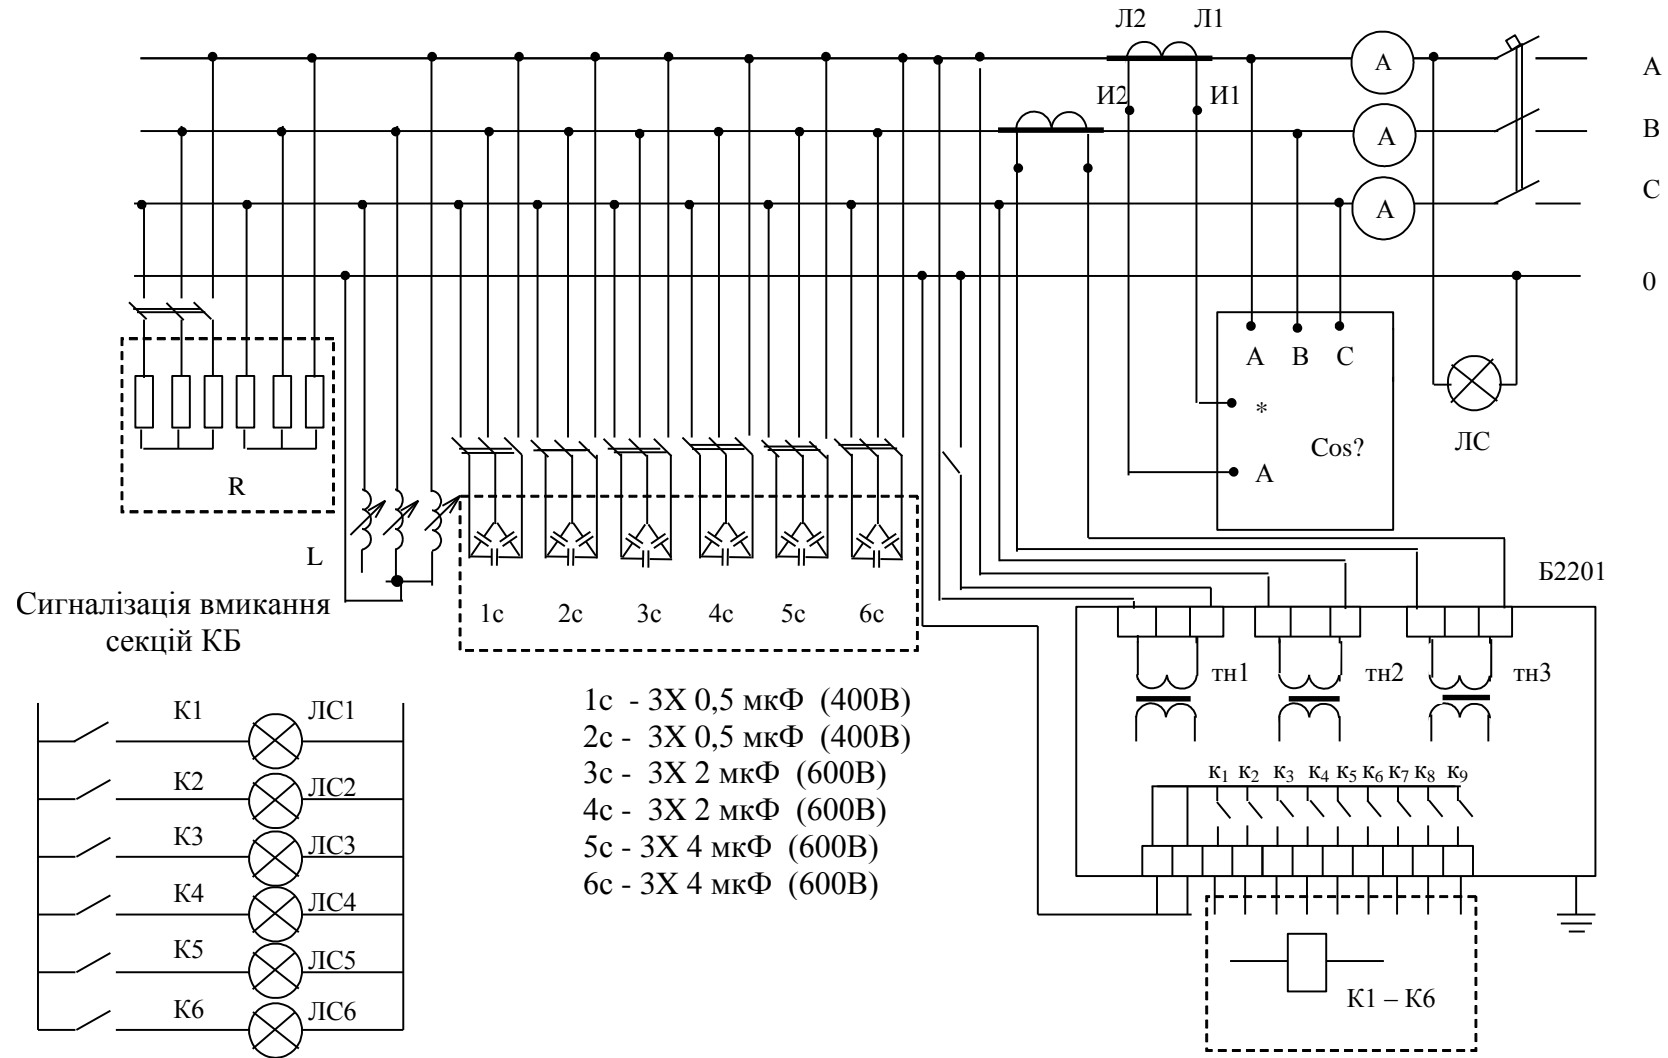 Л2 Л1
А
А
И2 И1
В
А
С
А
0
А В С
*
Cos?
А
ЛС
R
L
Б2201
Сигналізація вмикання
секцій КБ
1с 2с 3с 4с 5с 6с
тн1 тн2 тн3
1с - 3Х 0,5 мкФ (400В)
2с - 3Х 0,5 мкФ (400В)
3с - 3Х 2 мкФ (600В)
4с - 3Х 2 мкФ (600В)
5с - 3Х 4 мкФ (600В)
6с - 3Х 4 мкФ (600В)
К1 ЛС1
К2 ЛС2
К3 ЛС3
К4 ЛС4
К5 ЛС5
К6 ЛС6
к1 к2 к3 к4 к5 к6 к7 к8 к9
К1 – К6